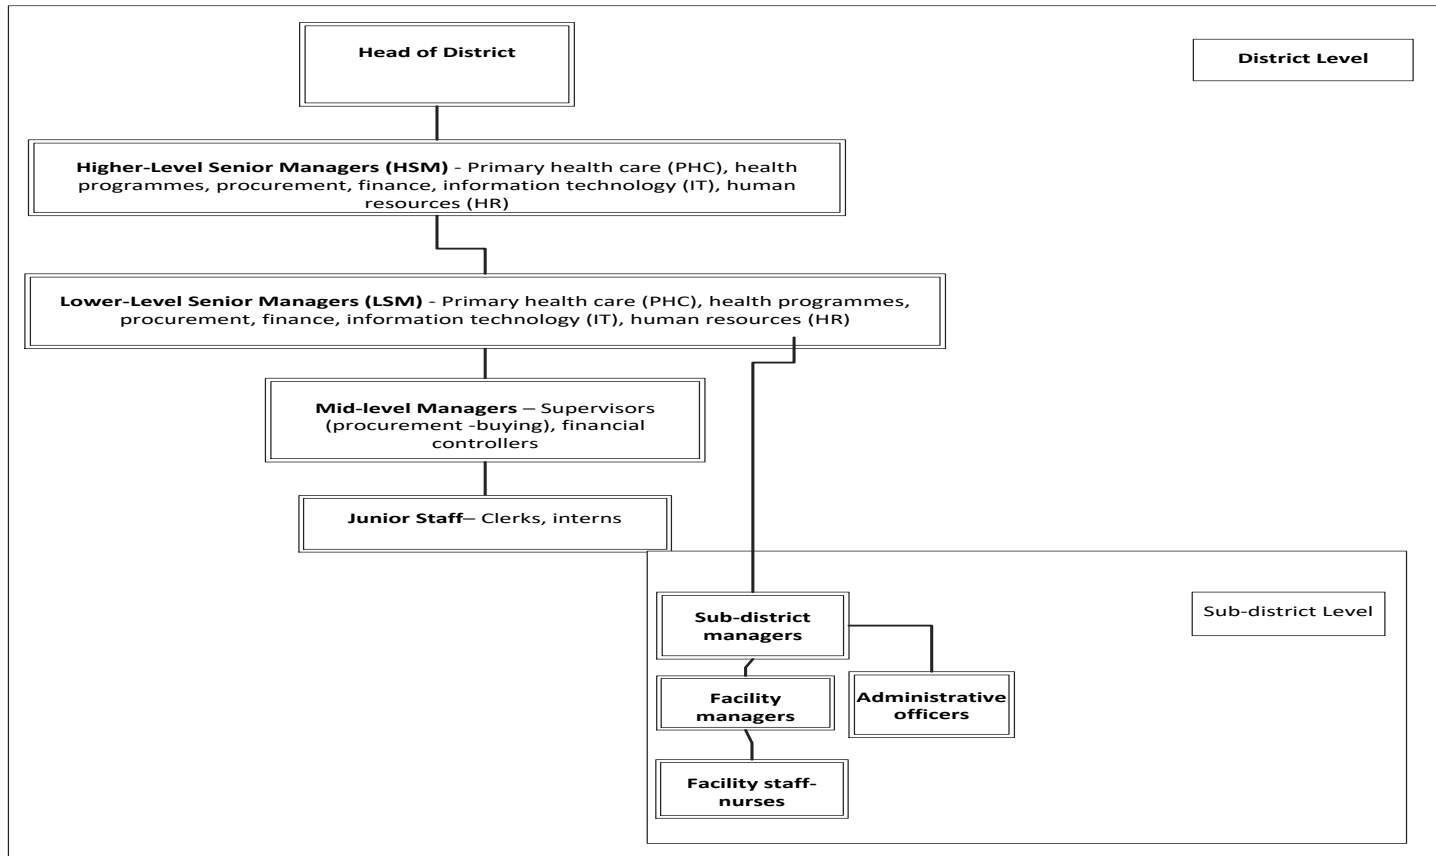 Head of District
District Level
Higher-Level Senior Managers (HSM) - Primary health care (PHC), health
programmes, procurement, finance, information technology (IT), human
resources (HR)
Lower-Level Senior Managers (LSM) - Primary health care (PHC), health programmes,
procurement, finance, information technology (IT), human resources (HR)
Mid-level Managers – Supervisors
(procurement -buying), financial
controllers
Junior Staff– Clerks, interns
Sub-district
managers
Sub-district Level
Facility
managers
Administrative
officers
Facility staff-
nurses